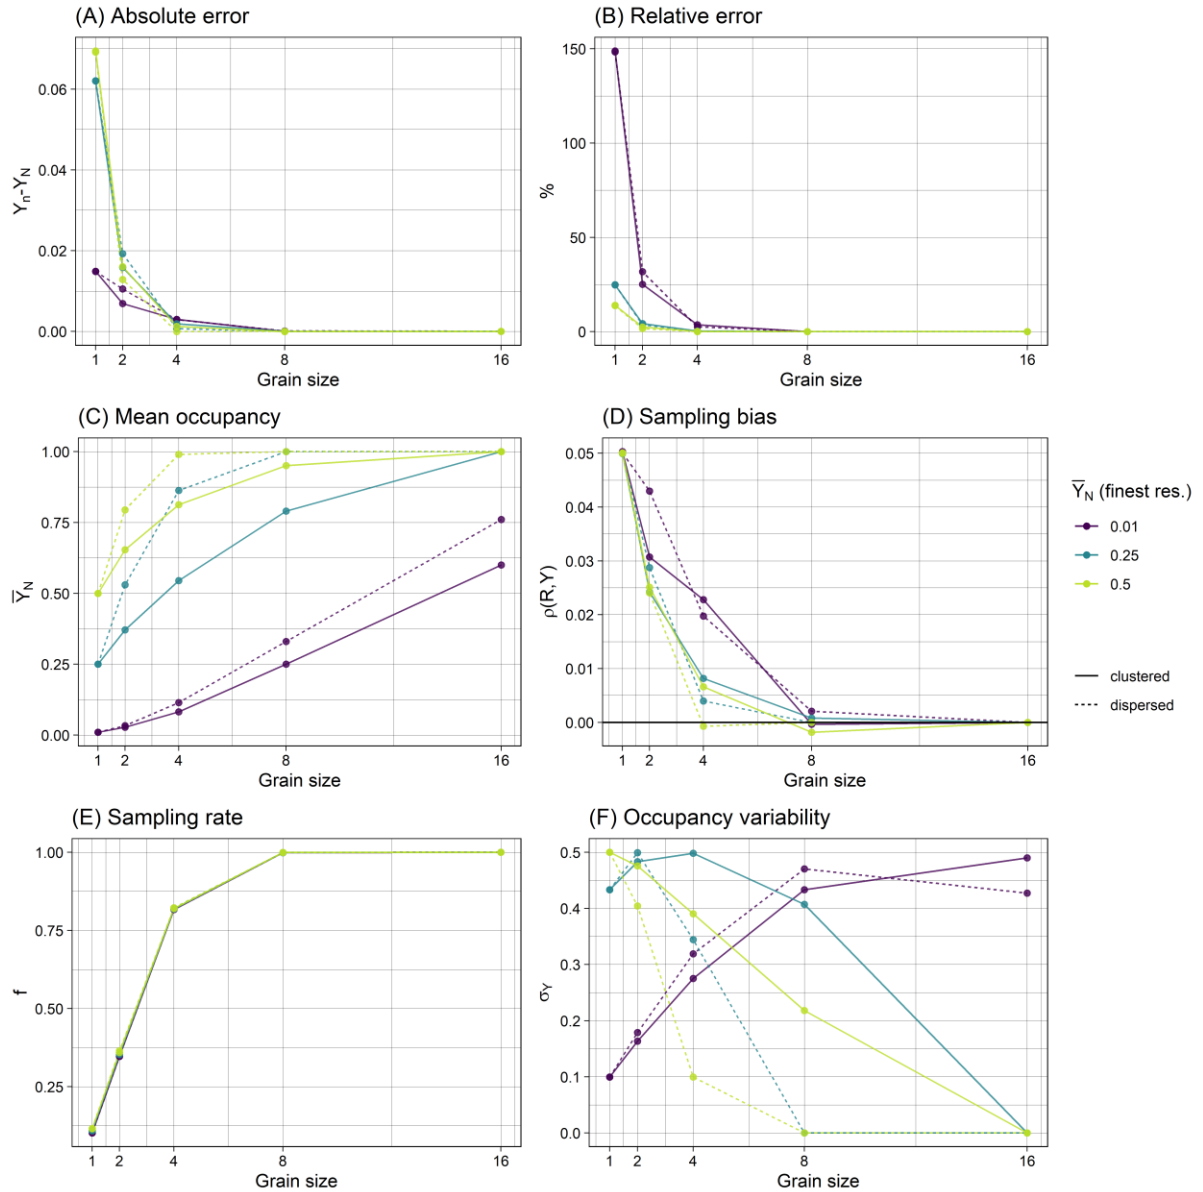 (A) Absolute error
0.06
0.04
0.02
0.00
Yn-YN
1 2 4 8 16
Grain size
(B) Relative error
150
100
50
0
%
1 2 4 8 16
Grain size
(C) Mean occupancy
1.00
0.75
0.50
0.25
0.00
Y̅N
1 2 4 8 16
Grain size
(D) Sampling bias
0.05
0.04
0.03
0.02
0.01
0.00
ρ(R,Y)
1 2 4 8 16
Grain size
Y̅N (finest res.)
0.01
0.25
0.5
clustered
dispersed
(E) Sampling rate
1.00
0.75
0.50
0.25
f
1 2 4 8 16
Grain size
(F) Occupancy variability
0.5
0.4
0.3
0.2
0.1
0.0
σY
1 2 4 8 16
Grain size